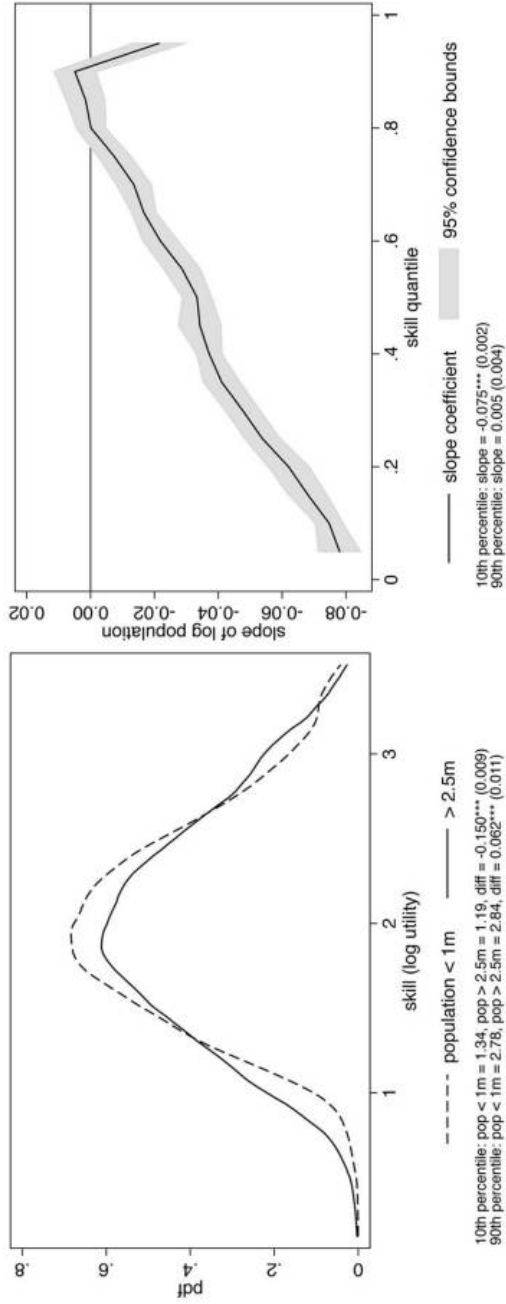 .8
.6
.4
.2
0
pdf
1
2
3
skill (log utility)
population < 1m
> 2.5m
10th percentile: pop < 1m = 1.34, pop > 2.5m = 1.19, diff = -0.150*** (0.009)
90th percentile: pop < 1m = 2.78, pop > 2.5m = 2.84, diff = 0.062*** (0.011)
0.02
0.00
-0.02
-0.04
-0.06
-0.08
slope of log population
0
.2
.4
.6
.8
1
skill quantile
slope coefficient
95% confidence bounds
10th percentile: slope = -0.075*** (0.002)
90th percentile: slope = 0.005 (0.004)